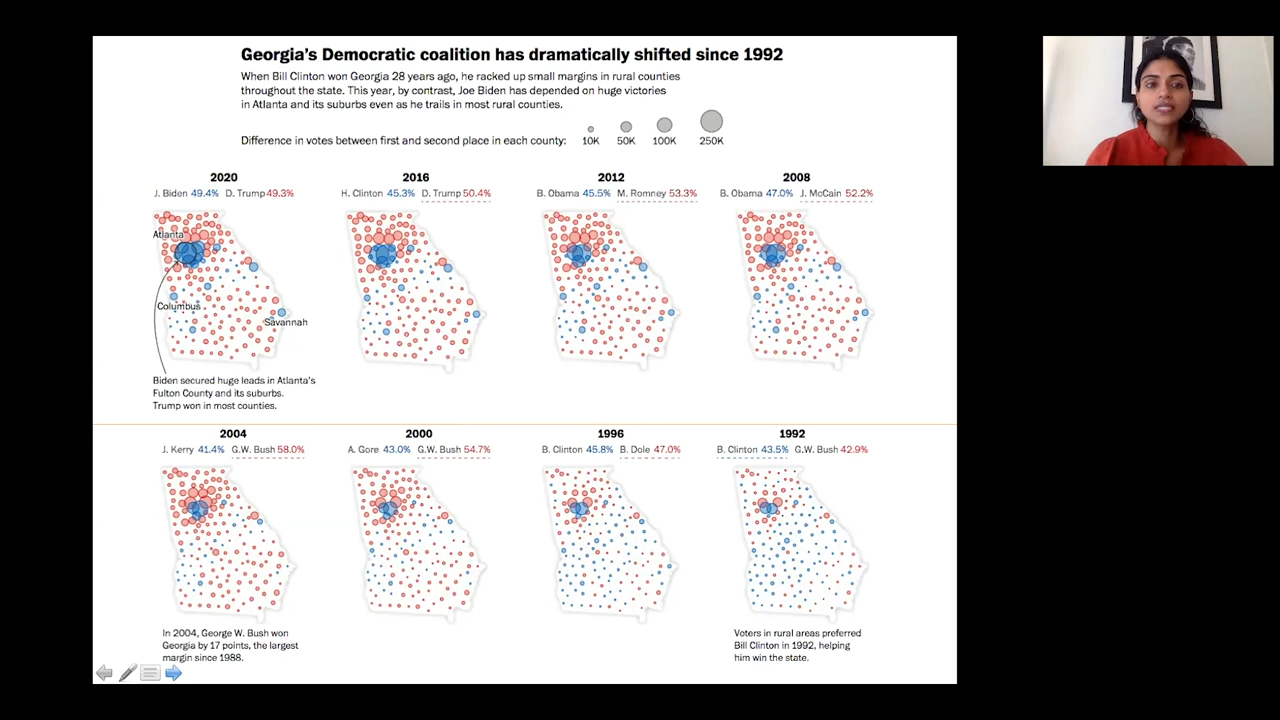 Georgia's Democratic coalition has dramatically shifted since 1992
When Bill Clinton won Georgia 28 years ago, he racked up small margins in rural counties
throughout the state. This year, by contrast, Joe Biden has depended on huge victories
in Atlanta and its suburbs even as he trails in most rural counties.
Difference in votes between first and second place in each county:
10K 50K 100K 250K
2020 2016 2012 2008
J. Biden 49.4% D. Trump 49.3% H. Clinton 45.3% D. Trump 50.4% B. Obama 45.5% M. Romney 53.3% B. Obama 47.0% J. McCain 52.2%
Atlanta
Columbus
Savannah
Biden secured huge leads in Atlanta's
Fulton County and its suburbs.
Trump won in most counties.
2004 2000 1996 1992
J. Kerry 41.4% G.W. Bush 58.0% A. Gore 43.0% G.W. Bush 54.7% B. Clinton 45.8% B. Dole 47.0% B. Clinton 43.5% G.W. Bush 42.9%
In 2004, George W. Bush won
Georgia by 17 points, the largest
margin since 1988.
Voters in rural areas preferred
Bill Clinton in 1992, helping
him win the state.